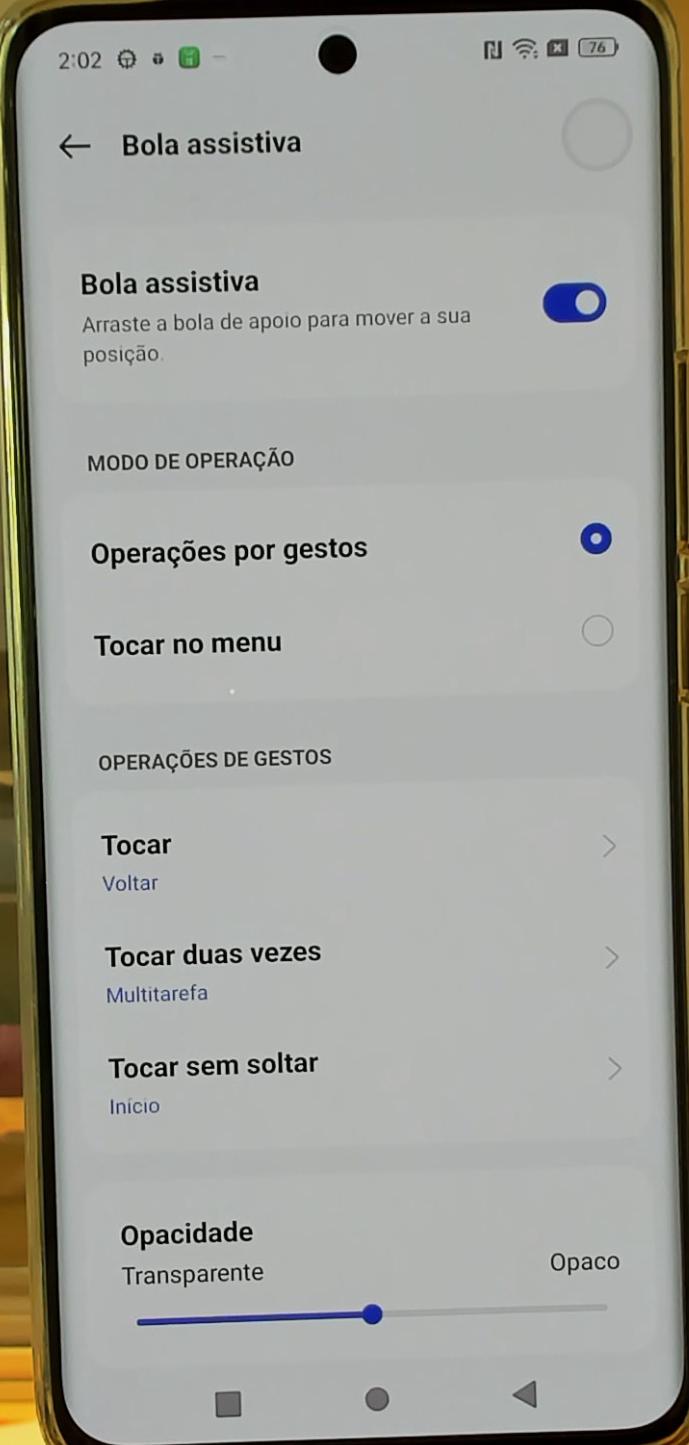 2:02
76
Bola assistiva
Bola assistiva
Arraste a bola de apoio para mover a sua
posição.
MODO DE OPERAÇÃO
Operações por gestos
Tocar no menu
OPERAÇÕES DE GESTOS
Tocar
Voltar
Tocar duas vezes
Multitarefa
Tocar sem soltar
Início
Opacidade
Transparente
Opaco